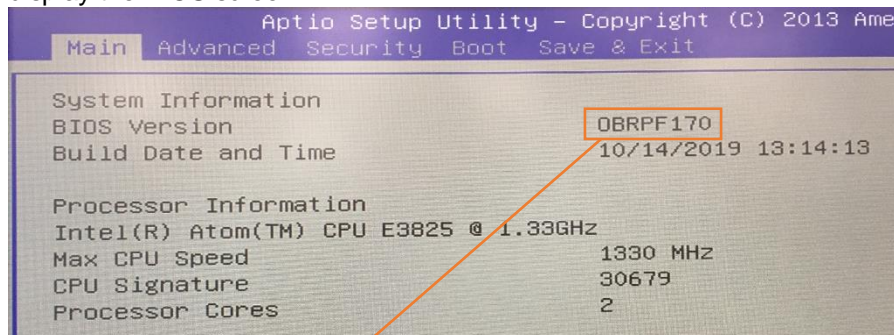 Aptio Setup Utility – Copyright (C) 2013 Ame
Main Advanced Security Boot Save & Exit
System Information
BIOS Version OBRPF170
Build Date and Time 10/14/2019 13:14:13
Processor Information
Intel(R) Atom(TM) CPU E3825 @ 1.33GHz
Max CPU Speed 1330 MHz
CPU Signature 30679
Processor Cores 2